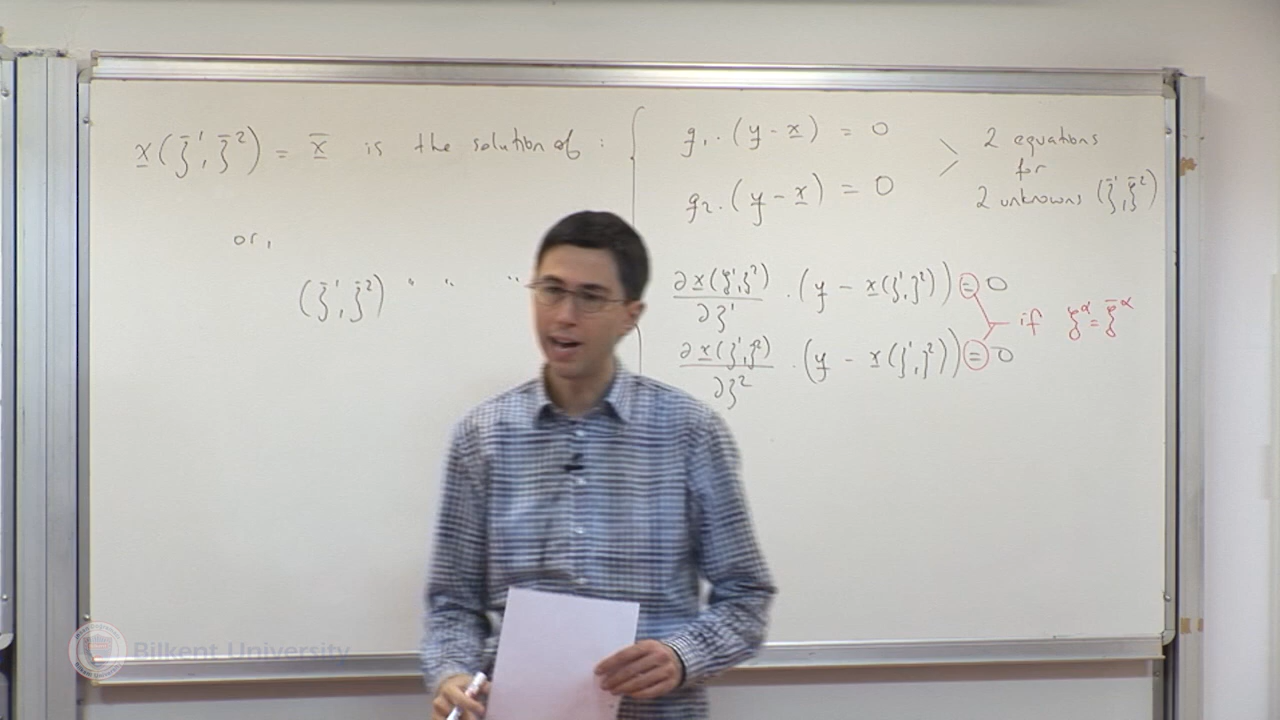 x(ξ̄¹, ξ̄²) = x̄ is the solution of :
g₁ · (y - x) = 0
g₂ · (y - x) = 0
2 equations
for
2 unknowns (ξ̄¹, ξ̄²)
or,
(ξ̄¹, ξ̄²) " " "
∂x(ξ¹,ξ²)/∂ξ¹ · (y - x(ξ¹,ξ²)) = 0
∂x(ξ¹,ξ²)/∂ξ² · (y - x(ξ¹,ξ²)) = 0
if ξᵅ = ξ̄ᵅ
Bilkent University